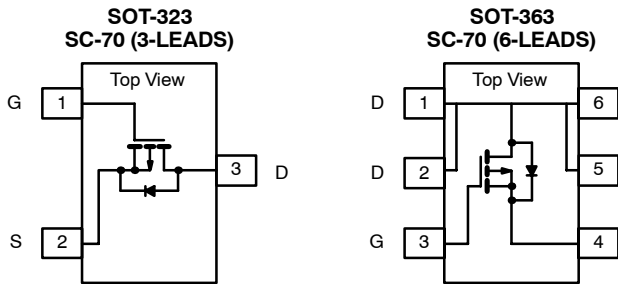 SOT-323
SC-70 (3-LEADS)
Top View
G 1
3 D
S 2
SOT-363
SC-70 (6-LEADS)
Top View
D 1 6
D 2 5
G 3 4